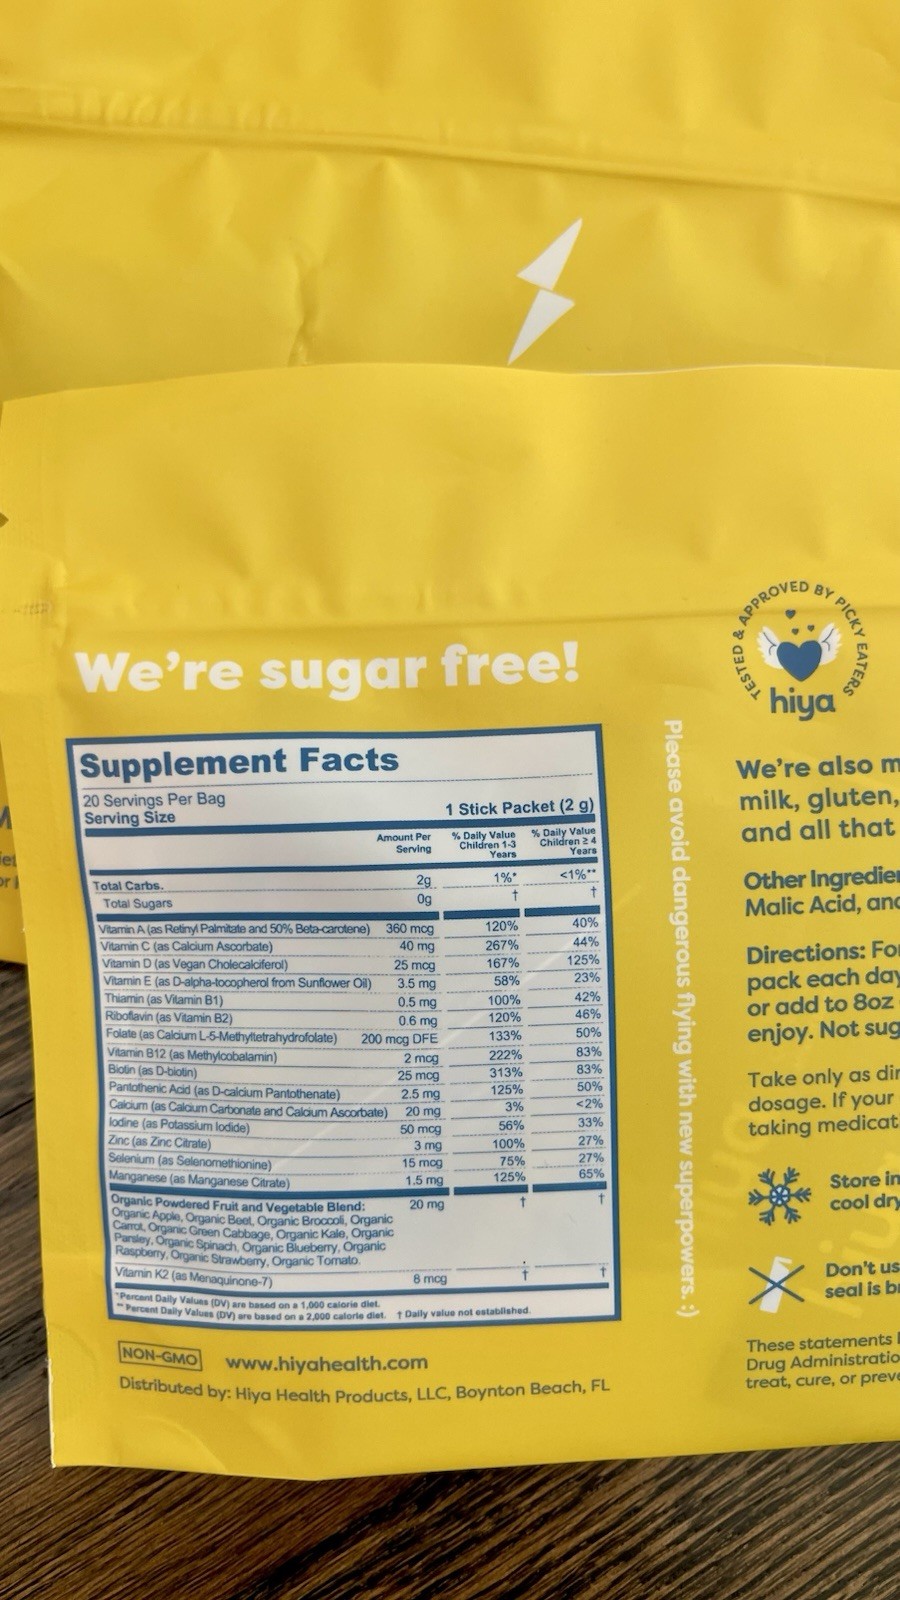 We're sugar free!
Supplement Facts
20 Servings Per Bag
Serving Size 1 Stick Packet (2 g)
Amount Per Serving % Daily Value Children 1-3 Years % Daily Value Children ≥ 4 Years
Total Carbs. 2g 1%* <1%**
Total Sugars 0g † †
Vitamin A (as Retinyl Palmitate and 50% Beta-carotene) 360 mcg 120% 40%
Vitamin C (as Calcium Ascorbate) 40 mg 267% 44%
Vitamin D (as Vegan Cholecalciferol) 25 mcg 167% 125%
Vitamin E (as D-alpha-tocopherol from Sunflower Oil) 3.5 mg 58% 23%
Thiamin (as Vitamin B1) 0.5 mg 100% 42%
Riboflavin (as Vitamin B2) 0.6 mg 120% 46%
Folate (as Calcium L-5-Methyltetrahydrofolate) 200 mcg DFE 133% 50%
Vitamin B12 (as Methylcobalamin) 2 mcg 222% 83%
Biotin (as D-biotin) 25 mcg 313% 83%
Pantothenic Acid (as D-calcium Pantothenate) 2.5 mg 125% 50%
Calcium (as Calcium Carbonate and Calcium Ascorbate) 20 mg 3% <2%
Iodine (as Potassium Iodide) 50 mcg 56% 33%
Zinc (as Zinc Citrate) 3 mg 100% 27%
Selenium (as Selenomethionine) 15 mcg 75% 27%
Manganese (as Manganese Citrate) 1.5 mg 125% 65%
Organic Powdered Fruit and Vegetable Blend: 20 mg † †
Organic Apple, Organic Beet, Organic Broccoli, Organic
Carrot, Organic Green Cabbage, Organic Kale, Organic
Parsley, Organic Spinach, Organic Blueberry, Organic
Raspberry, Organic Strawberry, Organic Tomato.
Vitamin K2 (as Menaquinone-7) 8 mcg † †
*Percent Daily Values (DV) are based on a 1,000 calorie diet.
**Percent Daily Values (DV) are based on a 2,000 calorie diet. † Daily value not established.
NON-GMO www.hiyahealth.com
Distributed by: Hiya Health Products, LLC, Boynton Beach, FL
Please avoid dangerous flying with new superpowers. :)
TESTED & APPROVED BY PICKY EATERS
hiya
We're also m
milk, gluten,
and all that
Other Ingredie
Malic Acid, and
Directions: Fo
pack each day
or add to 8oz
enjoy. Not sug
Take only as dir
dosage. If your
taking medicat
Store in
cool dry
Don't us
seal is br
These statements
Drug Administratio
treat, cure, or preve